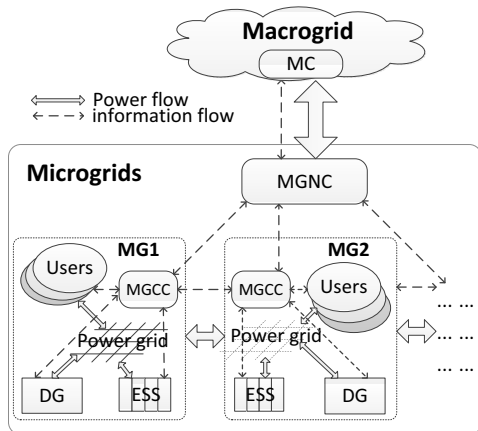 Macrogrid
MC
Power flow
information flow
Microgrids
MGNC
MG1
MG2
Users
MGCC
MGCC
Users
... ...
Power grid
Power grid
... ...
... ...
DG
ESS
ESS
DG